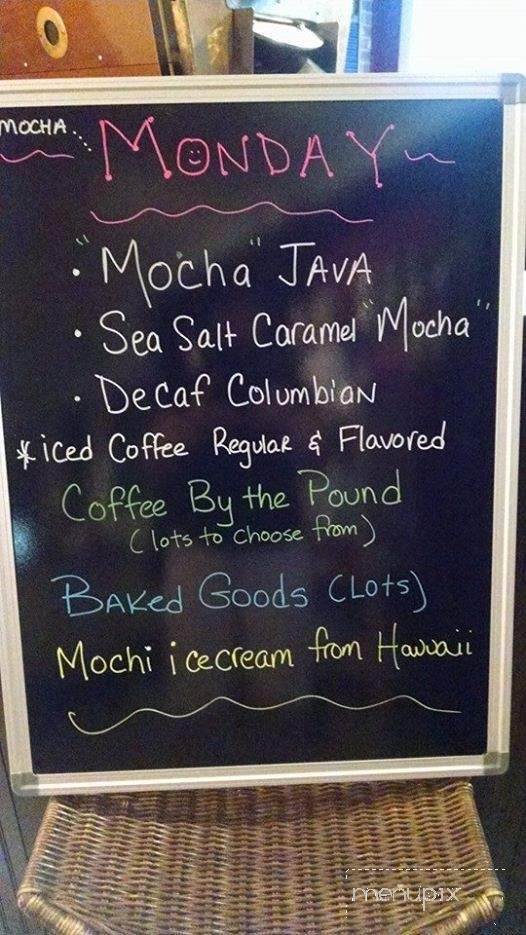 MOCHA...
MONDAY
• "Mocha" JAVA
• Sea Salt Caramel "Mocha"
• Decaf Columbian
*iced Coffee Regular & Flavored
Coffee By the Pound
(lots to choose from)
Baked Goods (Lots)
Mochi icecream from Hawaii
menupix